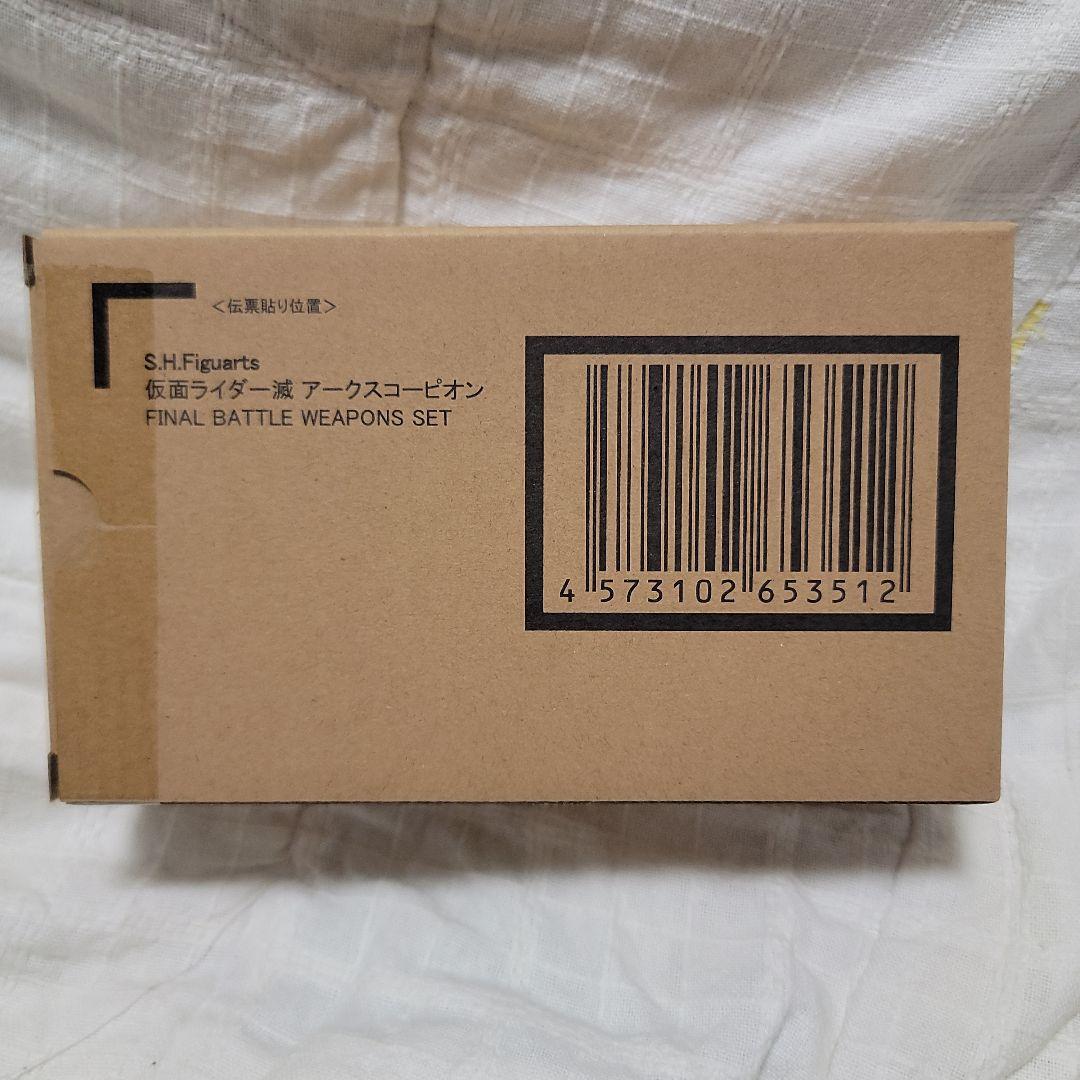 ＜伝票貼り位置＞
S.H.Figuarts
仮面ライダー滅 アークスコーピオン
FINAL BATTLE WEAPONS SET
4 573102 653512